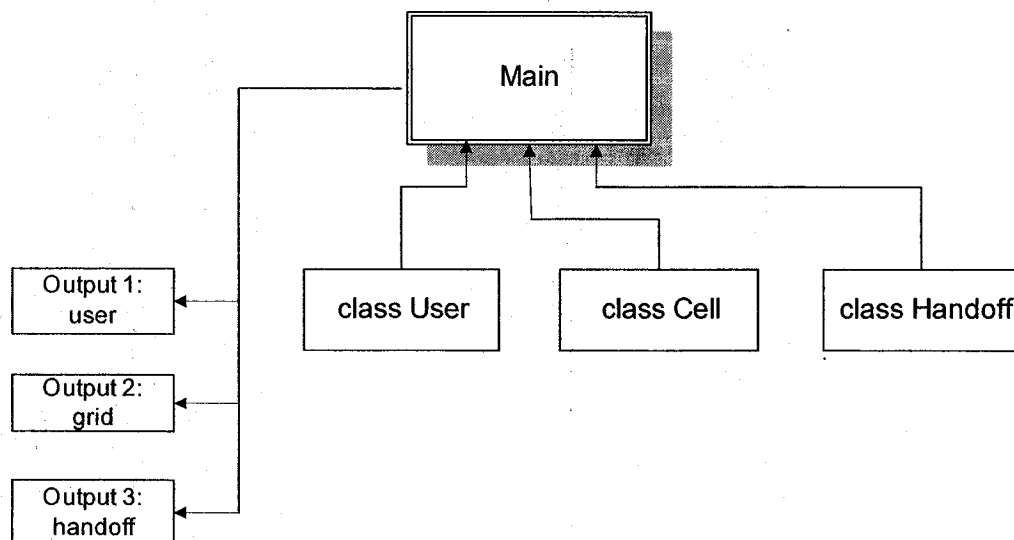 Main
class User
class Cell
class Handoff
Output 1:
user
Output 2:
grid
Output 3:
handoff